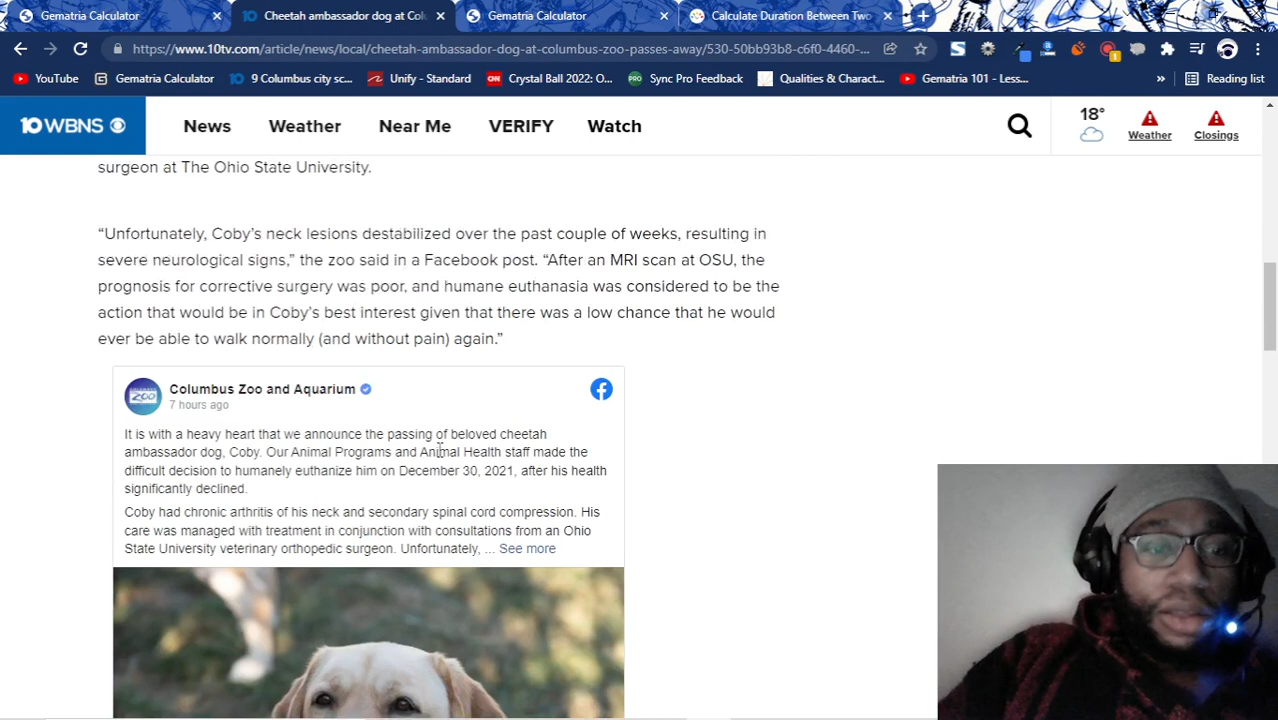 Gematria Calculator
Cheetah ambassador dog at Colu
Gematria Calculator
Calculate Duration Between Two
https://www.10tv.com/article/news/local/cheetah-ambassador-dog-at-columbus-zoo-passes-away/530-50bb93b8-c6f0-4460-...
YouTube
Gematria Calculator
9 Columbus city sc...
Unify - Standard
Crystal Ball 2022: O...
Sync Pro Feedback
Qualities & Charact...
Gematria 101 - Less...
Reading list
10 WBNS
News
Weather
Near Me
VERIFY
Watch
18°
Weather
Closings
surgeon at The Ohio State University.
“Unfortunately, Coby’s neck lesions destabilized over the past couple of weeks, resulting in
severe neurological signs,” the zoo said in a Facebook post. “After an MRI scan at OSU, the
prognosis for corrective surgery was poor, and humane euthanasia was considered to be the
action that would be in Coby’s best interest given that there was a low chance that he would
ever be able to walk normally (and without pain) again.”
ZOO
Columbus Zoo and Aquarium
7 hours ago
It is with a heavy heart that we announce the passing of beloved cheetah
ambassador dog, Coby. Our Animal Programs and Animal Health staff made the
difficult decision to humanely euthanize him on December 30, 2021, after his health
significantly declined.
Coby had chronic arthritis of his neck and secondary spinal cord compression. His
care was managed with treatment in conjunction with consultations from an Ohio
State University veterinary orthopedic surgeon. Unfortunately, ... See more